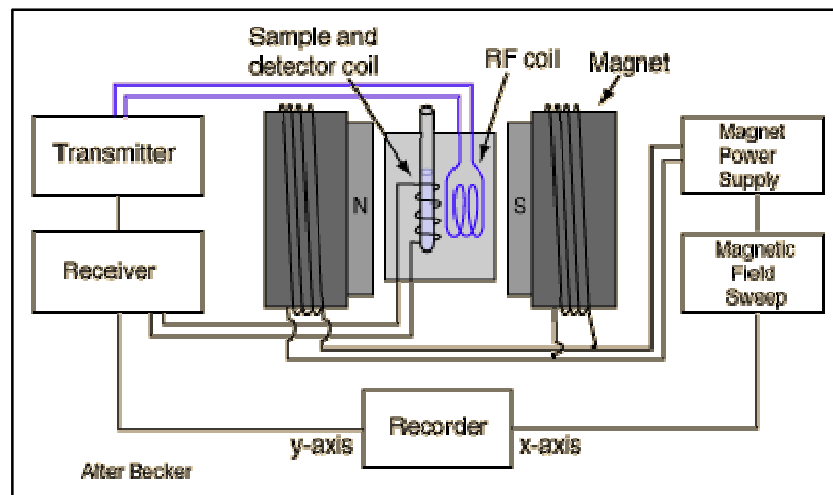 Sample and
detector coil
RF coil
Magnet
Transmitter
Magnet
Power
Supply
N
S
Receiver
Magnetic
Field
Sweep
Recorder
y-axis
x-axis
After Becker